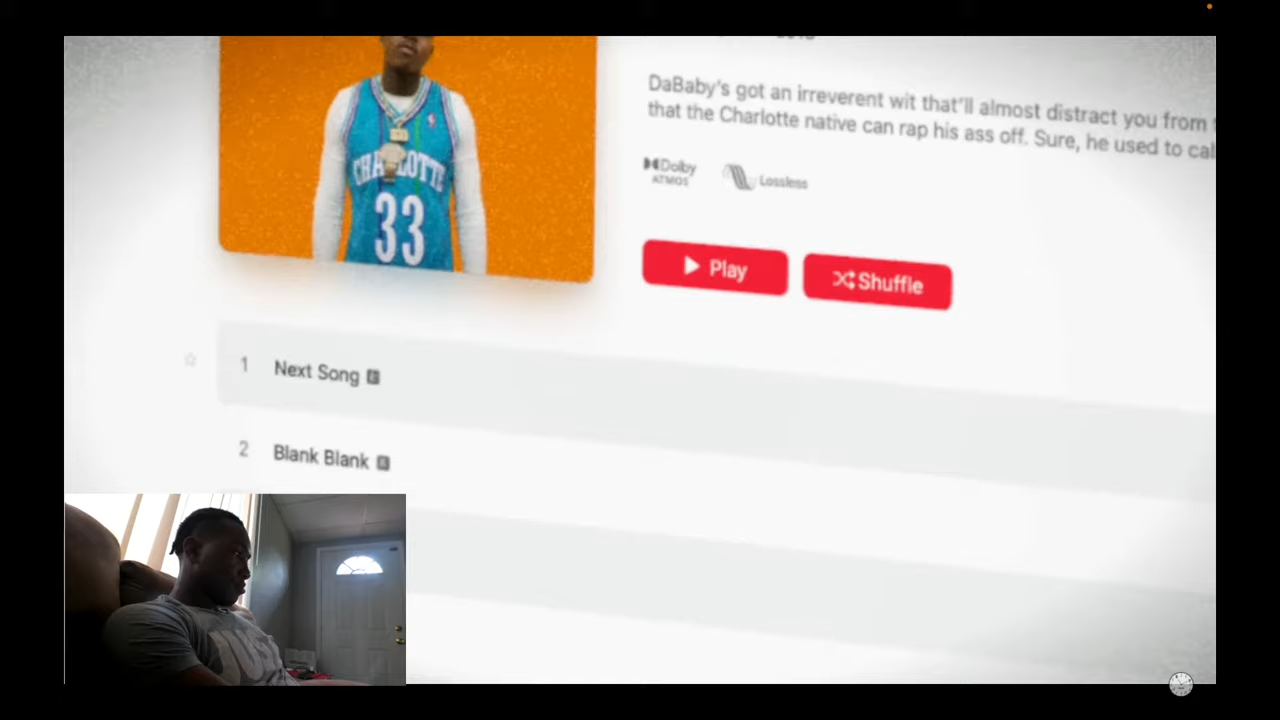 DaBaby's got an irreverent wit that'll almost distract you from
that the Charlotte native can rap his ass off. Sure, he used to cal
Dolby
ATMOS
Lossless
CHARLOTTE
33
Play
Shuffle
1 Next Song E
2 Blank Blank E